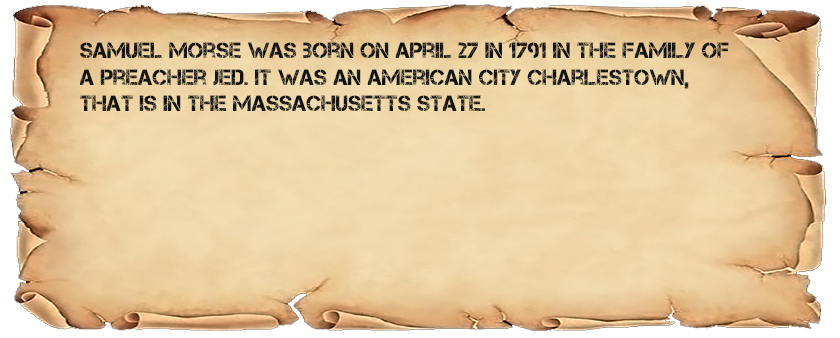 SAMUEL MORSE WAS BORN ON APRIL 27 IN 1791 IN THE FAMILY OF
A PREACHER JED. IT WAS AN AMERICAN CITY CHARLESTOWN,
THAT IS IN THE MASSACHUSETTS STATE.